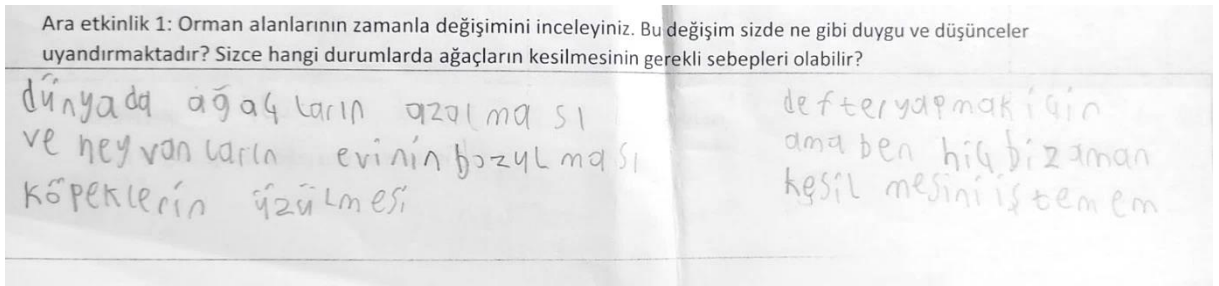 Ara etkinlik 1: Orman alanlarının zamanla değişimini inceleyiniz. Bu değişim sizde ne gibi duygu ve düşünceler
uyandırmaktadır? Sizce hangi durumlarda ağaçların kesilmesinin gerekli sebepleri olabilir?
dünyada ağaçların azalması
ve heyvanların evinin bozulması
köpeklerin üzülmesi
defter yapmak için
ama ben hiç bizaman
kesilmesini istemem